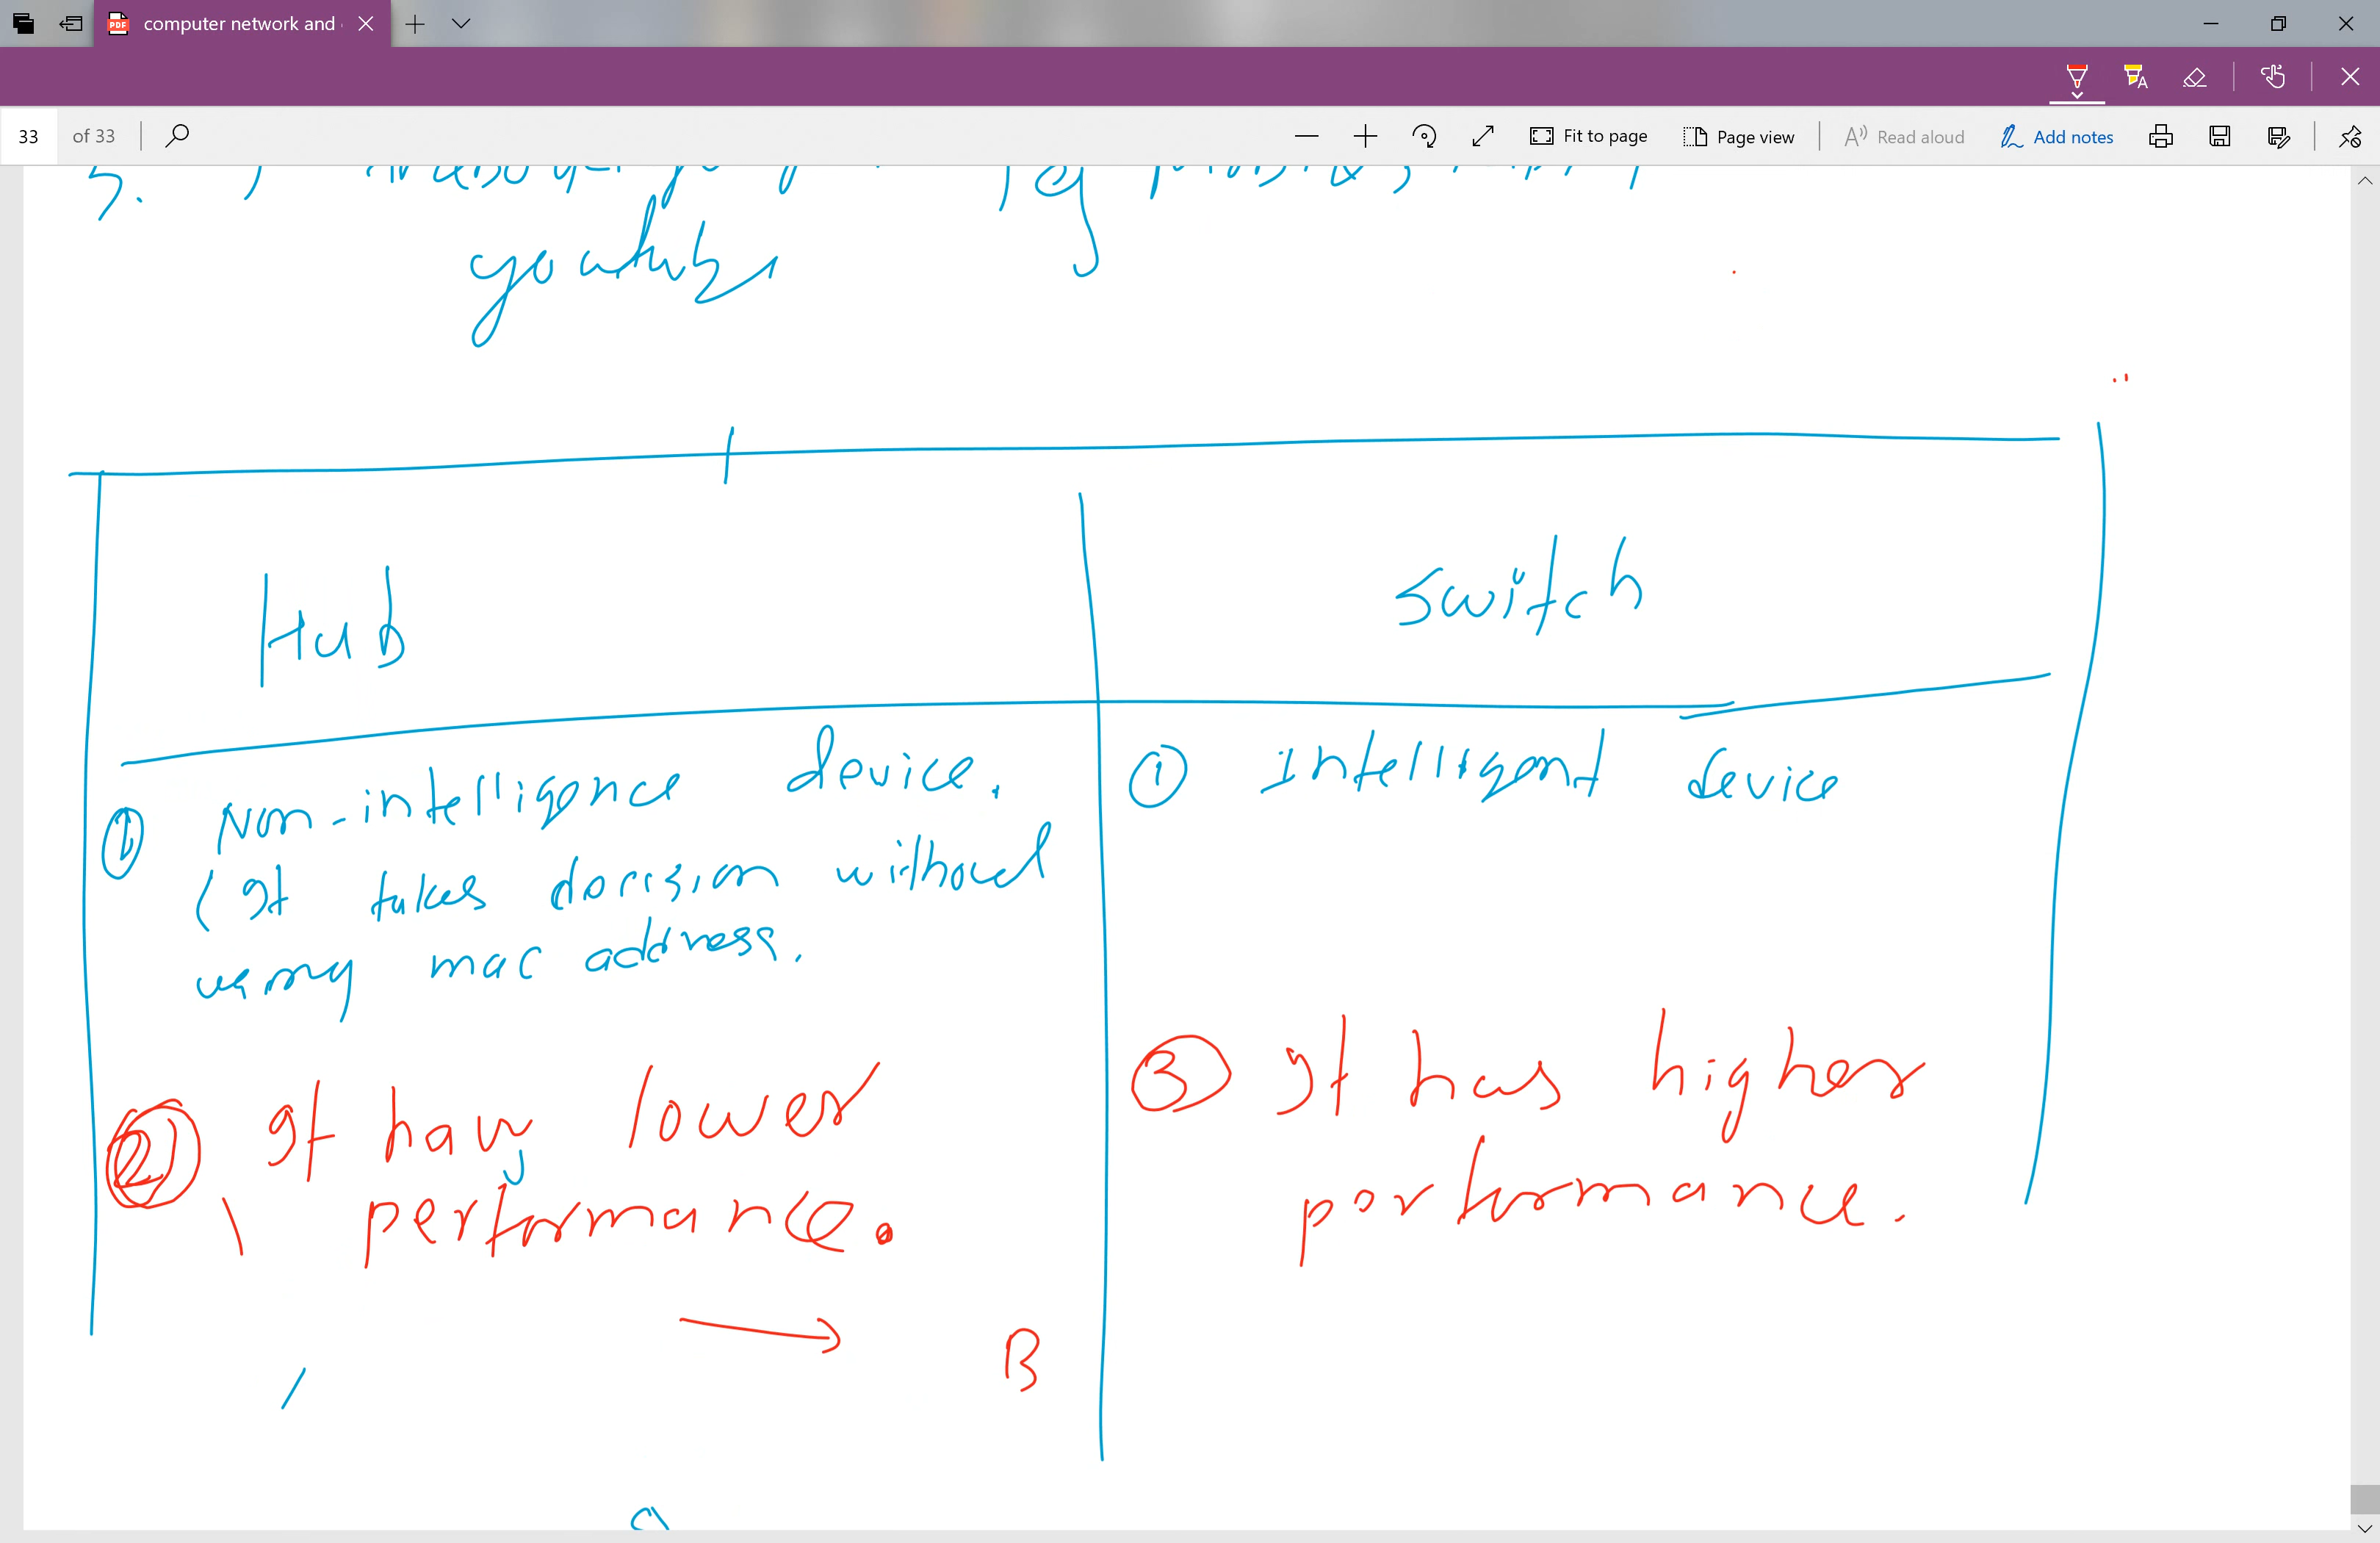 computer network and
33 of 33
Fit to page
Page view
Read aloud
Add notes
Hub
Switch
① Non-intelligence device.
(It takes decision without
using mac address.
① intelligent device
② It have lower
performance.
③ It has higher
performance.
B